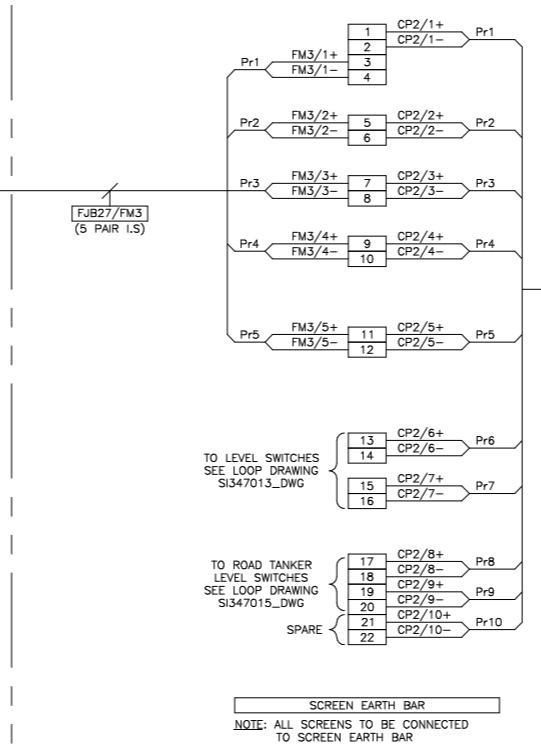 1 CP2/1+ Pr1
2 CP2/1-
Pr1 FM3/1+ 3
FM3/1- 4
Pr2 FM3/2+ 5 CP2/2+ Pr2
FM3/2- 6 CP2/2-
Pr3 FM3/3+ 7 CP2/3+ Pr3
FM3/3- 8 CP2/3-
FJB27/FM3
(5 PAIR I.S)
Pr4 FM3/4+ 9 CP2/4+ Pr4
FM3/4- 10 CP2/4-
Pr5 FM3/5+ 11 CP2/5+ Pr5
FM3/5- 12 CP2/5-
13 CP2/6+ Pr6
14 CP2/6-
TO LEVEL SWITCHES
SEE LOOP DRAWING
SI347013_DWG
15 CP2/7+ Pr7
16 CP2/7-
17 CP2/8+ Pr8
18 CP2/8-
TO ROAD TANKER
LEVEL SWITCHES
SEE LOOP DRAWING
SI347015_DWG
19 CP2/9+ Pr9
20 CP2/9-
SPARE
21 CP2/10+ Pr10
22 CP2/10-
SCREEN EARTH BAR
NOTE: ALL SCREENS TO BE CONNECTED
TO SCREEN EARTH BAR